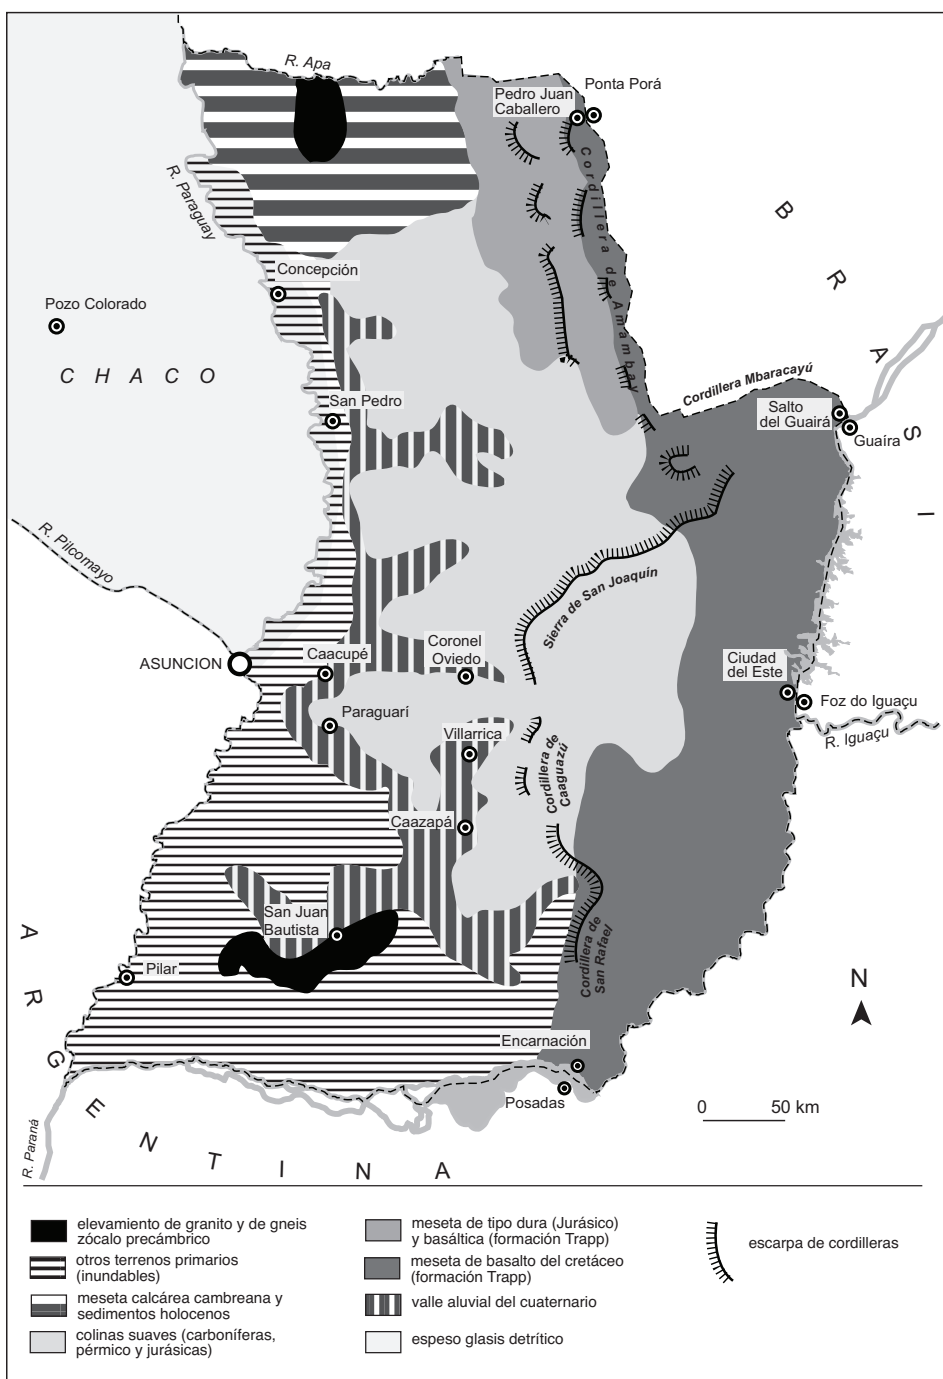 R. Apa
Ponta Porá
Pedro Juan
Caballero
Cordillera de Amambay
R. Paraguay
BRASIL
Concepción
Pozo Colorado
CHACO
San Pedro
Cordillera Mbaracayú
Salto
del Guairá
Guaíra
R. Pilcomayo
Sierra de San Joaquín
ASUNCION
Caacupé
Coronel
Oviedo
Ciudad
del Este
Foz do Iguaçu
R. Iguaçu
Paraguarí
Villarrica
Cordillera de
Caaguazú
Caazapá
San Juan
Bautista
Cordillera de
San Rafael
Pilar
N
ARGENTINA
Encarnación
Posadas
0 50 km
R. Paraná
elevamiento de granito y de gneis
zócalo precámbrico
otros terrenos primarios
(inundables)
meseta calcárea cambreana y
sedimentos holocenos
colinas suaves (carboníferas,
pérmico y jurásicas)
meseta de tipo dura (Jurásico)
y basáltica (formación Trapp)
meseta de basalto del cretáceo
(formación Trapp)
valle aluvial del cuaternario
espeso glasis detrítico
escarpa de cordilleras